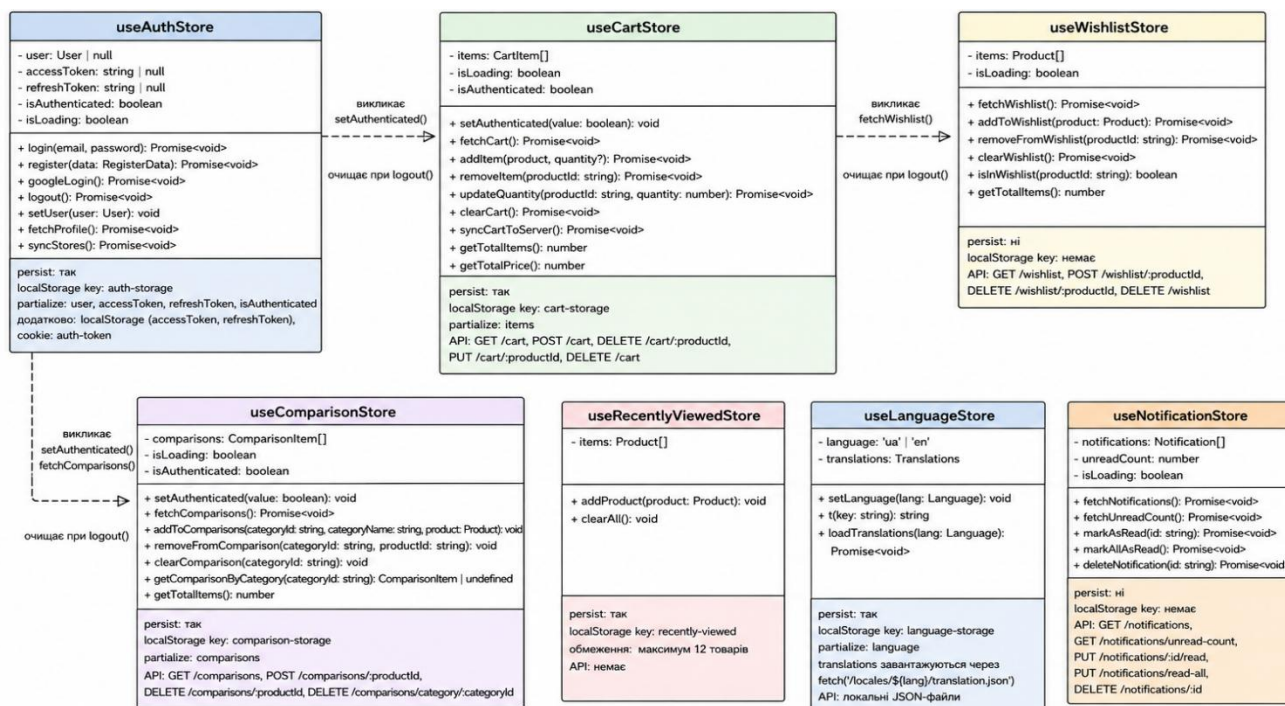 useAuthStore
- user: User | null
- accessToken: string | null
- refreshToken: string | null
- isAuthenticated: boolean
- isLoading: boolean
+ login(email, password): Promise<void>
+ register(data: RegisterData): Promise<void>
+ googleLogin(): Promise<void>
+ logout(): Promise<void>
+ setUser(user: User): void
+ fetchProfile(): Promise<void>
+ syncStores(): Promise<void>
persist: так
localStorage key: auth-storage
partialize: user, accessToken, refreshToken, isAuthenticated
додатково: localStorage (accessToken, refreshToken),
cookie: auth-token
викликає
setAuthenticated()
очищає при logout()
useCartStore
- items: CartItem[]
- isLoading: boolean
- isAuthenticated: boolean
+ setAuthenticated(value: boolean): void
+ fetchCart(): Promise<void>
+ addItem(product, quantity?): Promise<void>
+ removeItem(productId: string): Promise<void>
+ updateQuantity(productId: string, quantity: number): Promise<void>
+ clearCart(): Promise<void>
+ syncCartToServer(): Promise<void>
+ getTotalItems(): number
+ getTotalPrice(): number
persist: так
localStorage key: cart-storage
partialize: items
API: GET /cart, POST /cart, DELETE /cart/:productId,
PUT /cart/:productId, DELETE /cart
викликає
fetchWishlist()
очищає при logout()
useWishlistStore
- items: Product[]
- isLoading: boolean
+ fetchWishlist(): Promise<void>
+ addToWishlist(product: Product): Promise<void>
+ removeFromWishlist(productId: string): Promise<void>
+ clearWishlist(): Promise<void>
+ isInWishlist(productId: string): boolean
+ getTotalItems(): number
persist: ні
localStorage key: немає
API: GET /wishlist, POST /wishlist/:productId,
DELETE /wishlist/:productId, DELETE /wishlist
викликає
setAuthenticated()
fetchComparisons()
очищає при logout()
useComparisonStore
- comparisons: ComparisonItem[]
- isLoading: boolean
- isAuthenticated: boolean
+ setAuthenticated(value: boolean): void
+ fetchComparisons(): Promise<void>
+ addToComparisons(categoryId: string, categoryName: string, product: Product): void
+ removeFromComparison(categoryId: string, productId: string): void
+ clearComparison(categoryId: string): void
+ getComparisonByCategory(categoryId: string): ComparisonItem | undefined
+ getTotalItems(): number
persist: так
localStorage key: comparison-storage
partialize: comparisons
API: GET /comparisons, POST /comparisons/:productId,
DELETE /comparisons/:productId, DELETE /comparisons/category/:categoryId
useRecentlyViewedStore
- items: Product[]
+ addProduct(product: Product): void
+ clearAll(): void
persist: так
localStorage key: recently-viewed
обмеження: максимум 12 товарів
API: немає
useLanguageStore
- language: 'ua' | 'en'
- translations: Translations
+ setLanguage(lang: Language): void
+ t(key: string): string
+ loadTranslations(lang: Language):
Promise<void>
persist: так
localStorage key: language-storage
partialize: language
translations завантажуються через
fetch('/locales/${lang}/translation.json')
API: локальні JSON-файли
useNotificationStore
- notifications: Notification[]
- unreadCount: number
- isLoading: boolean
+ fetchNotifications(): Promise<void>
+ fetchUnreadCount(): Promise<void>
+ markAsRead(id: string): Promise<void>
+ markAllAsRead(): Promise<void>
+ deleteNotification(id: string): Promise<void
persist: ні
localStorage key: немає
API: GET /notifications,
GET /notifications/unread-count,
PUT /notifications/:id/read,
PUT /notifications/read-all,
DELETE /notifications/:id